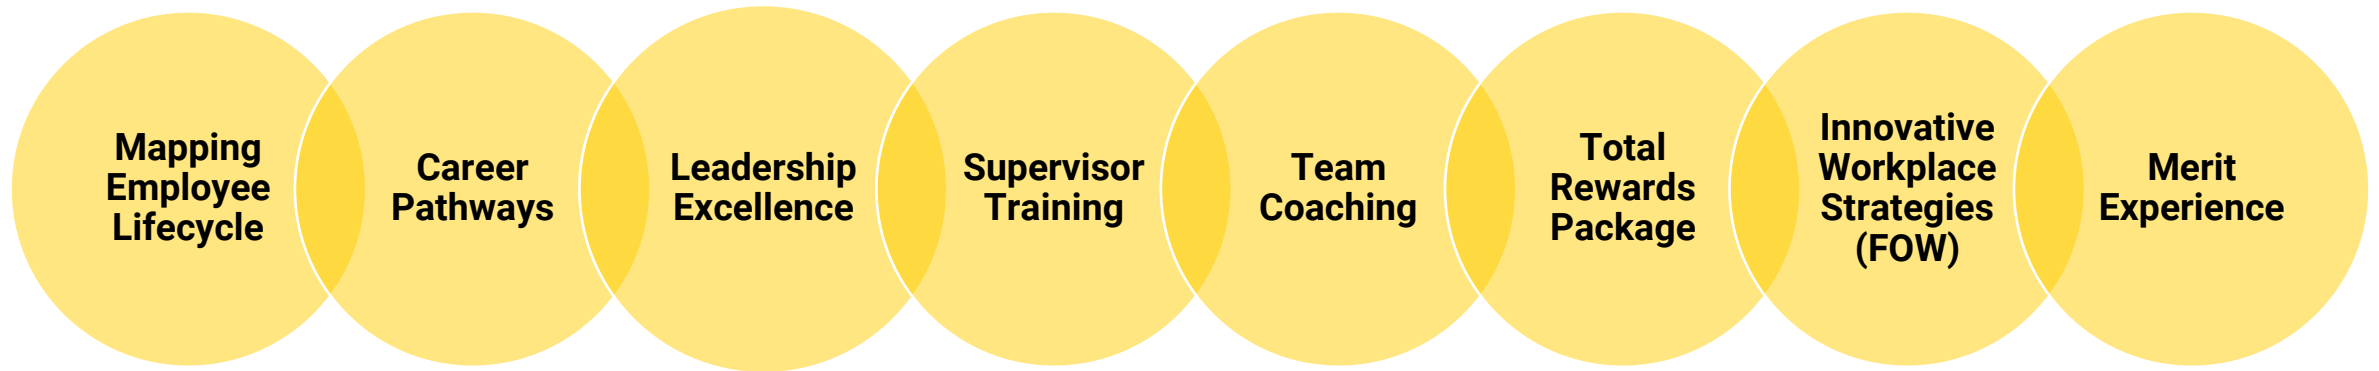 Mapping
Employee
Lifecycle
Career
Pathways
Leadership
Excellence
Supervisor
Training
Team
Coaching
Total
Rewards
Package
Innovative
Workplace
Strategies
(FOW)
Merit
Experience